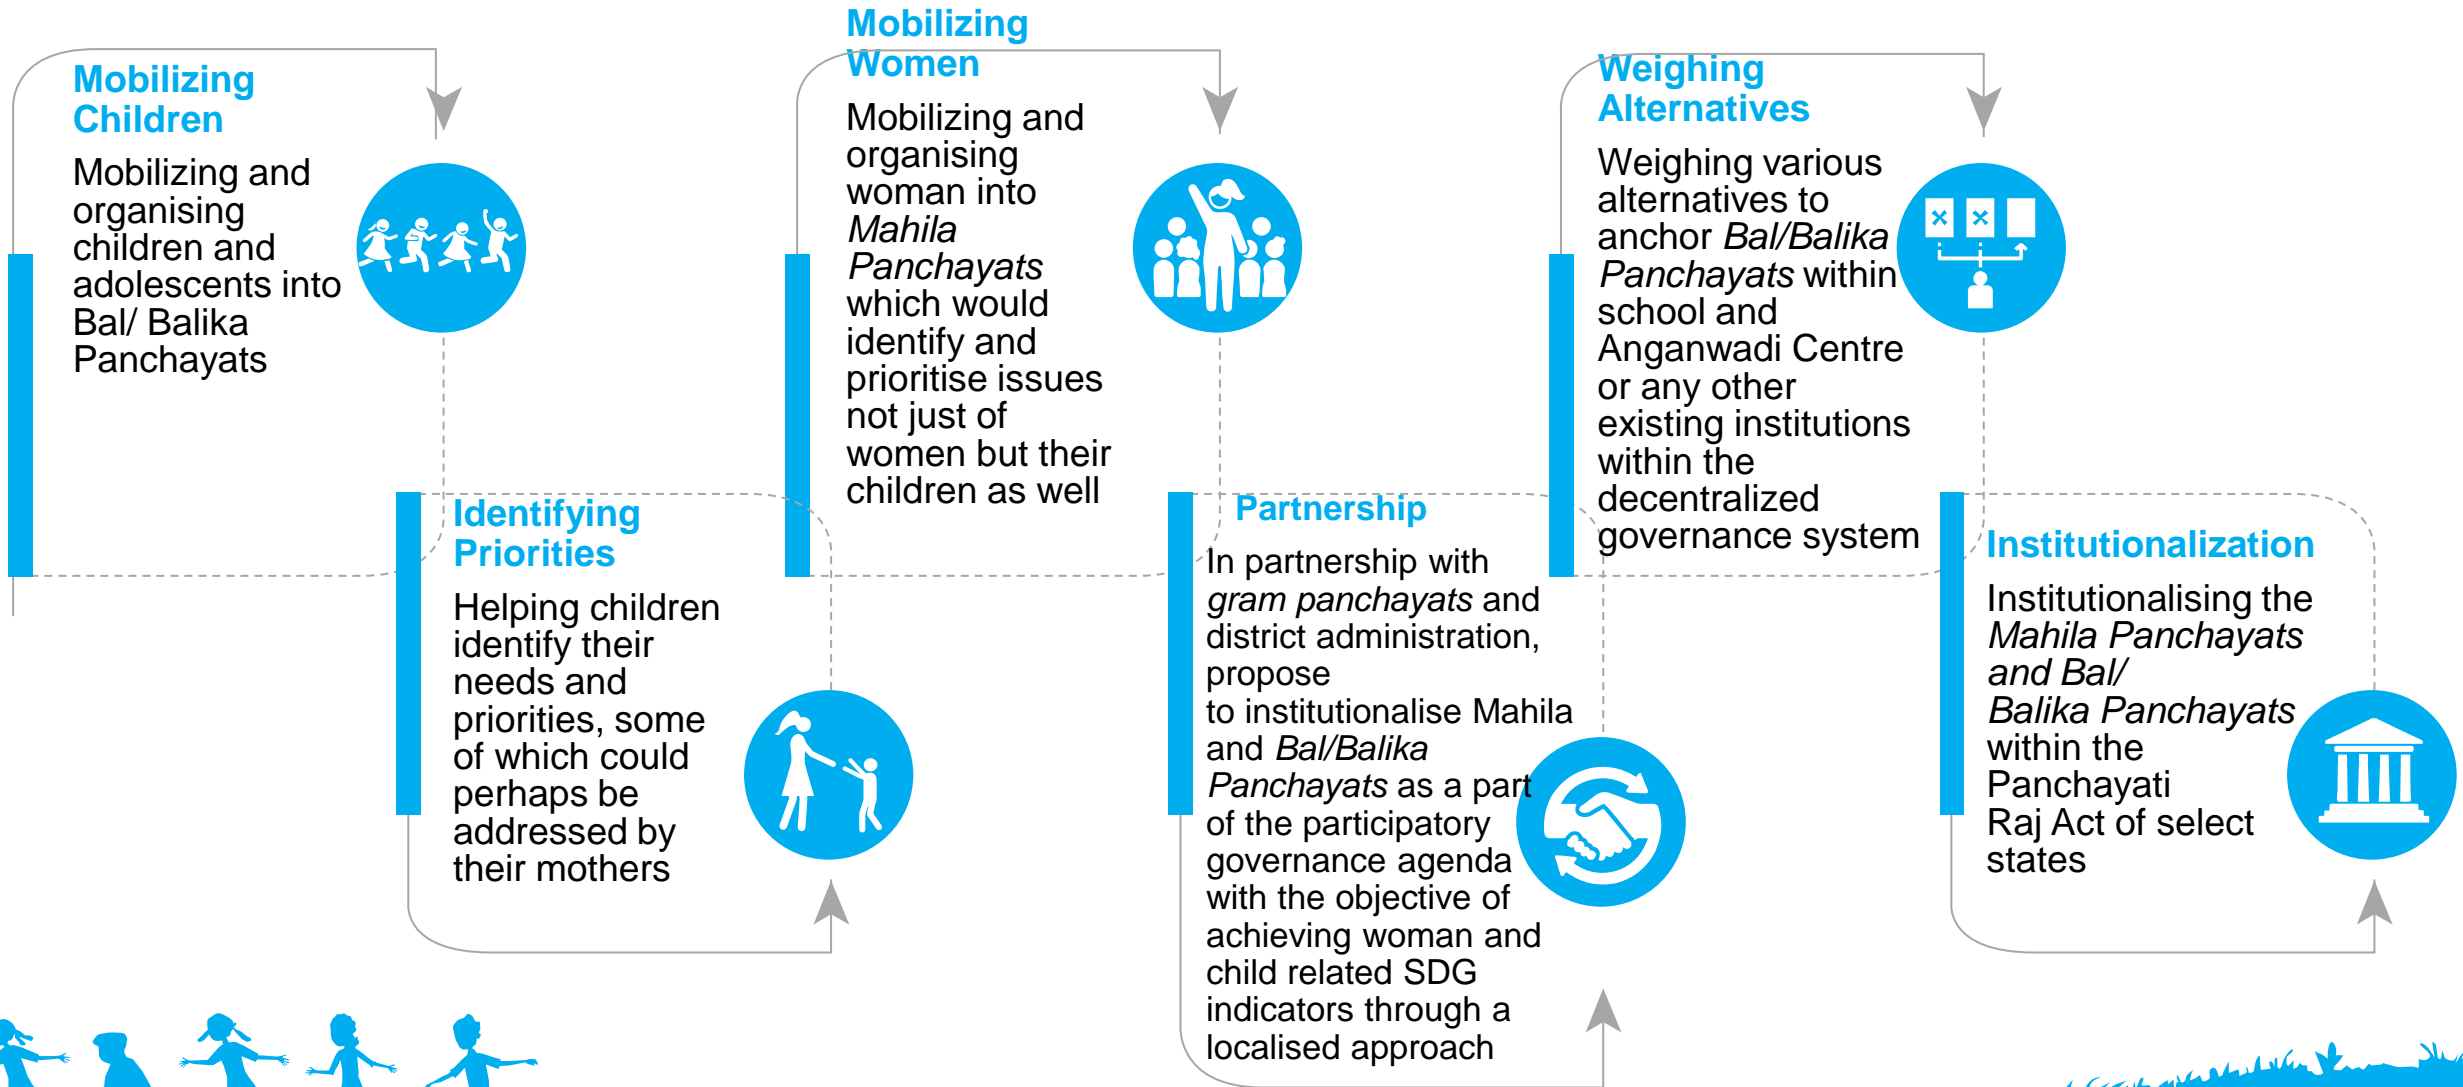 Mobilizing
Children
Mobilizing and
organising
children and
adolescents into
Bal/ Balika
Panchayats
Identifying
Priorities
Helping children
identify their
needs and
priorities, some
of which could
perhaps be
addressed by
their mothers
Mobilizing
Women
Mobilizing and
organising
woman into
Mahila
Panchayats
which would
identify and
prioritise issues
not just of
women but their
children as well
Partnership
In partnership with
gram panchayats and
district administration,
propose
to institutionalise Mahila
and Bal/Balika
Panchayats as a part
of the participatory
governance agenda
with the objective of
achieving woman and
child related SDG
indicators through a
localised approach
Weighing
Alternatives
Weighing various
alternatives to
anchor Bal/Balika
Panchayats within
school and
Anganwadi Centre
or any other
existing institutions
within the
decentralized
governance system
Institutionalization
Institutionalising the
Mahila Panchayats
and Bal/
Balika Panchayats
within the
Panchayati
Raj Act of select
states